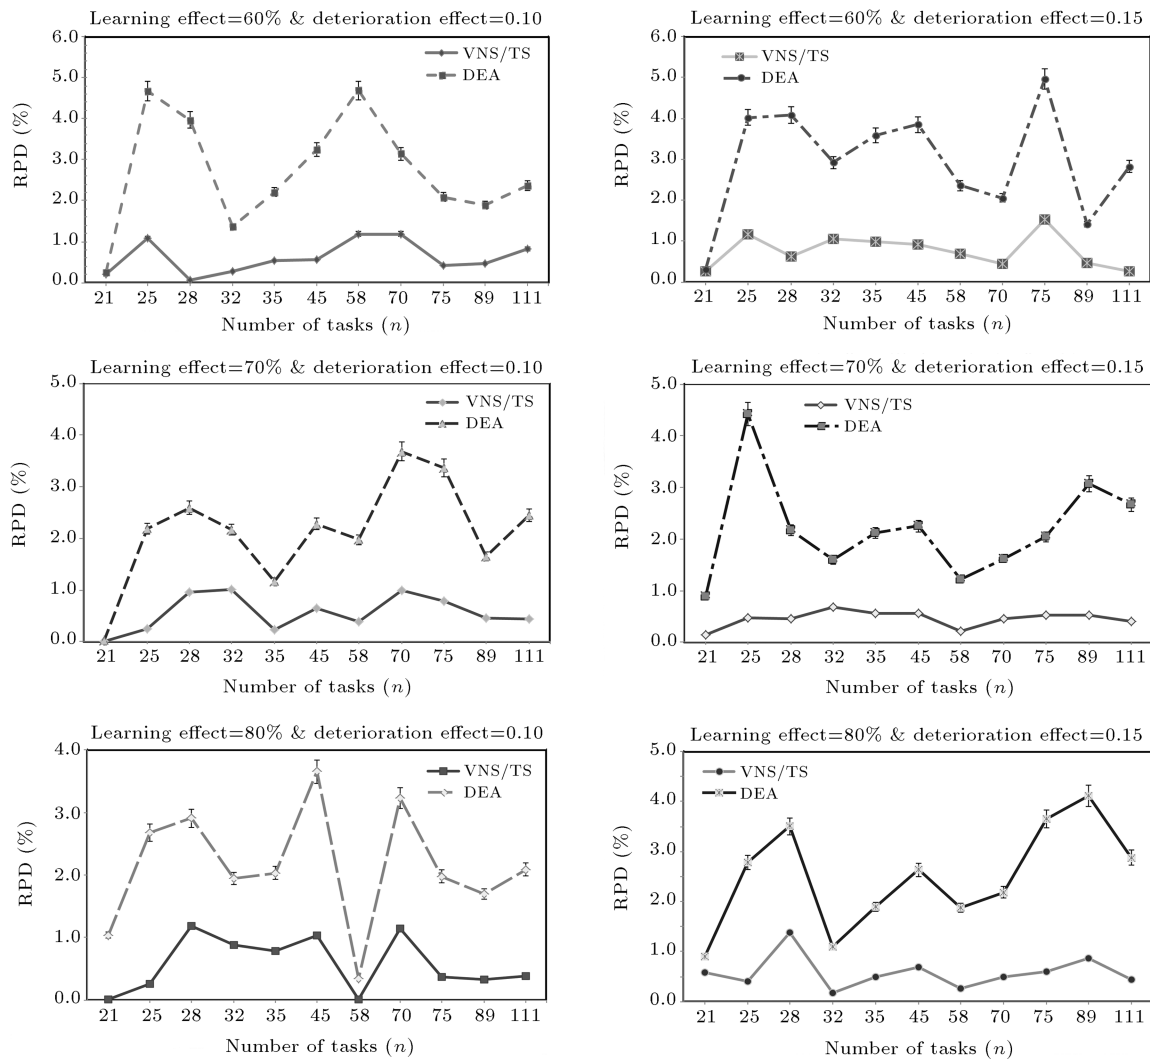 Learning effect=60% & deterioration effect=0.10
6.0
5.0
4.0
3.0
2.0
1.0
0.0
RPD (%)
VNS/TS
DEA
21 25 28 32 35 45 58 70 75 89 111
Number of tasks (n)
Learning effect=60% & deterioration effect=0.15
6.0
5.0
4.0
3.0
2.0
1.0
0.0
RPD (%)
VNS/TS
DEA
21 25 28 32 35 45 58 70 75 89 111
Number of tasks (n)
Learning effect=70% & deterioration effect=0.10
5.0
4.0
3.0
2.0
1.0
0.0
RPD (%)
VNS/TS
DEA
21 25 28 32 35 45 58 70 75 89 111
Number of tasks (n)
Learning effect=70% & deterioration effect=0.15
5.0
4.0
3.0
2.0
1.0
0.0
RPD (%)
VNS/TS
DEA
21 25 28 32 35 45 58 70 75 89 111
Number of tasks (n)
Learning effect=80% & deterioration effect=0.10
4.0
3.0
2.0
1.0
0.0
RPD (%)
VNS/TS
DEA
21 25 28 32 35 45 58 70 75 89 111
Number of tasks (n)
Learning effect=80% & deterioration effect=0.15
5.0
4.0
3.0
2.0
1.0
0.0
RPD (%)
VNS/TS
DEA
21 25 28 32 35 45 58 70 75 89 111
Number of tasks (n)